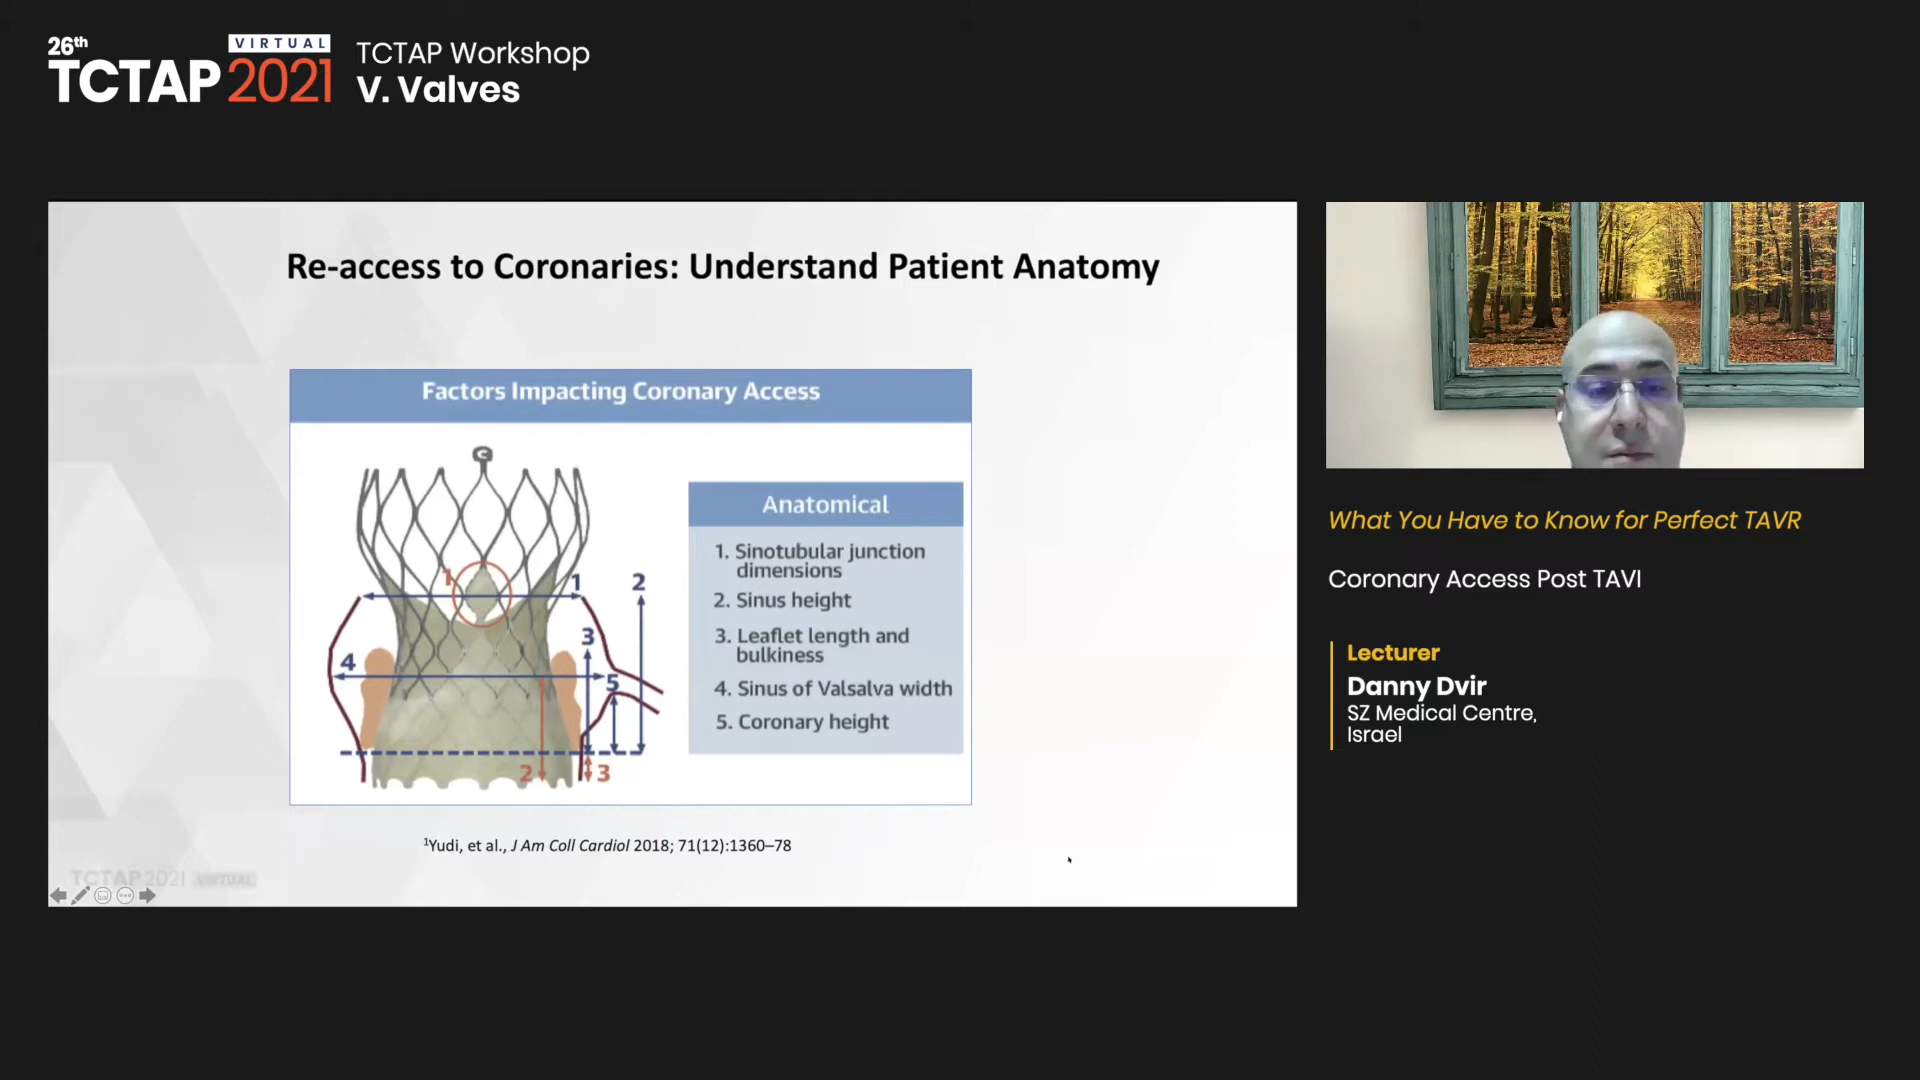 26th
VIRTUAL
TCTAP 2021
TCTAP Workshop
V. Valves
Re-access to Coronaries: Understand Patient Anatomy
Factors Impacting Coronary Access
Anatomical
1. Sinotubular junction
dimensions
2. Sinus height
3. Leaflet length and
bulkiness
4. Sinus of Valsalva width
5. Coronary height
1
1
2
3
4
5
2
3
1Yudi, et al., J Am Coll Cardiol 2018; 71(12):1360–78
TCTAP2021 VIRTUAL
What You Have to Know for Perfect TAVR
Coronary Access Post TAVI
Lecturer
Danny Dvir
SZ Medical Centre,
Israel